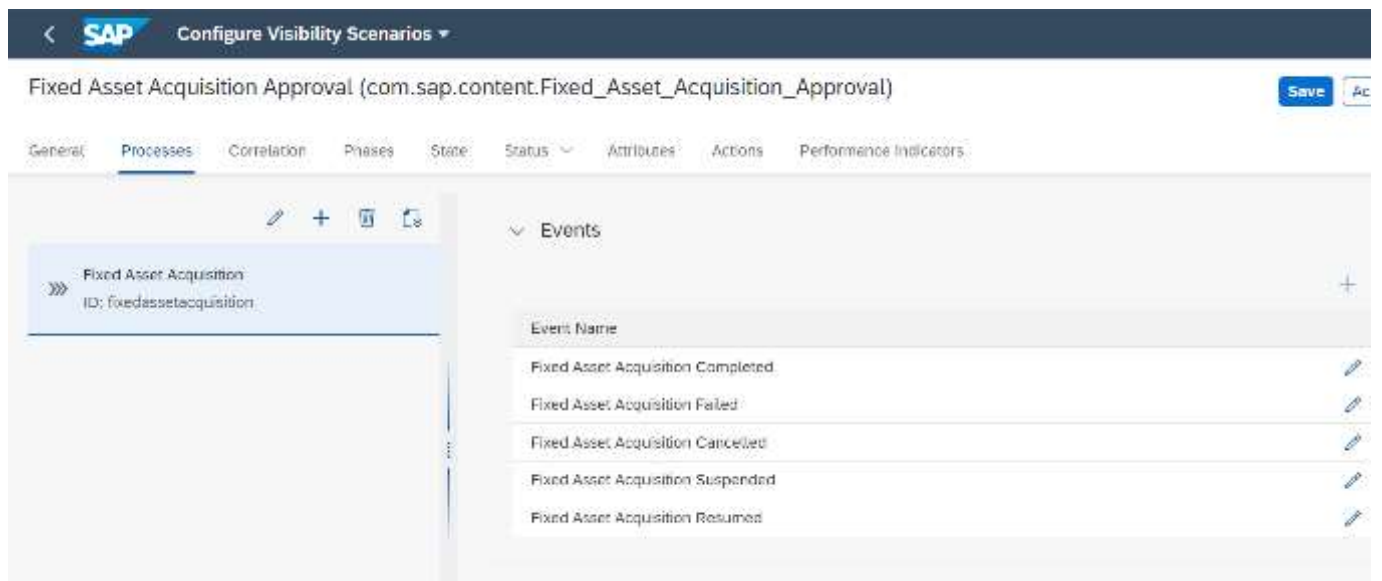 SAP Configure Visibility Scenarios
Fixed Asset Acquisition Approval (com.sap.content.Fixed_Asset_Acquisition_Approval)
Save Ac
General Processes Correlation Phases State Status Attributes Actions Performance Indicators
Events
Fixed Asset Acquisition
ID: fixedassetacquisition
Event Name
Fixed Asset Acquisition Completed
Fixed Asset Acquisition Failed
Fixed Asset Acquisition Cancelled
Fixed Asset Acquisition Suspended
Fixed Asset Acquisition Resumed